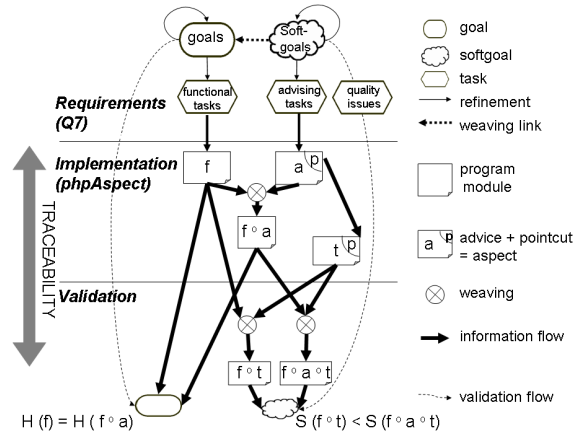 goals
Soft-
goals
functional
tasks
advising
tasks
quality
issues
Requirements
(Q7)
Implementation
(phpAspect)
f
a
p
f ∘ a
t
p
TRACEABILITY
Validation
f ∘ t
f ∘ a ∘ t
H (f) = H ( f ∘ a)
S (f ∘ t) < S (f ∘ a ∘ t)
goal
softgoal
task
refinement
weaving link
program
module
a
p
advice + pointcut
= aspect
weaving
information flow
validation flow